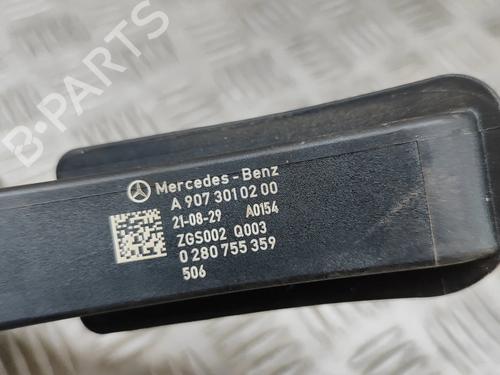 B-PARTS
Mercedes-Benz
A 907 301 02 00
21-08-29 A0154
ZGS002 Q003
0 280 755 359
506